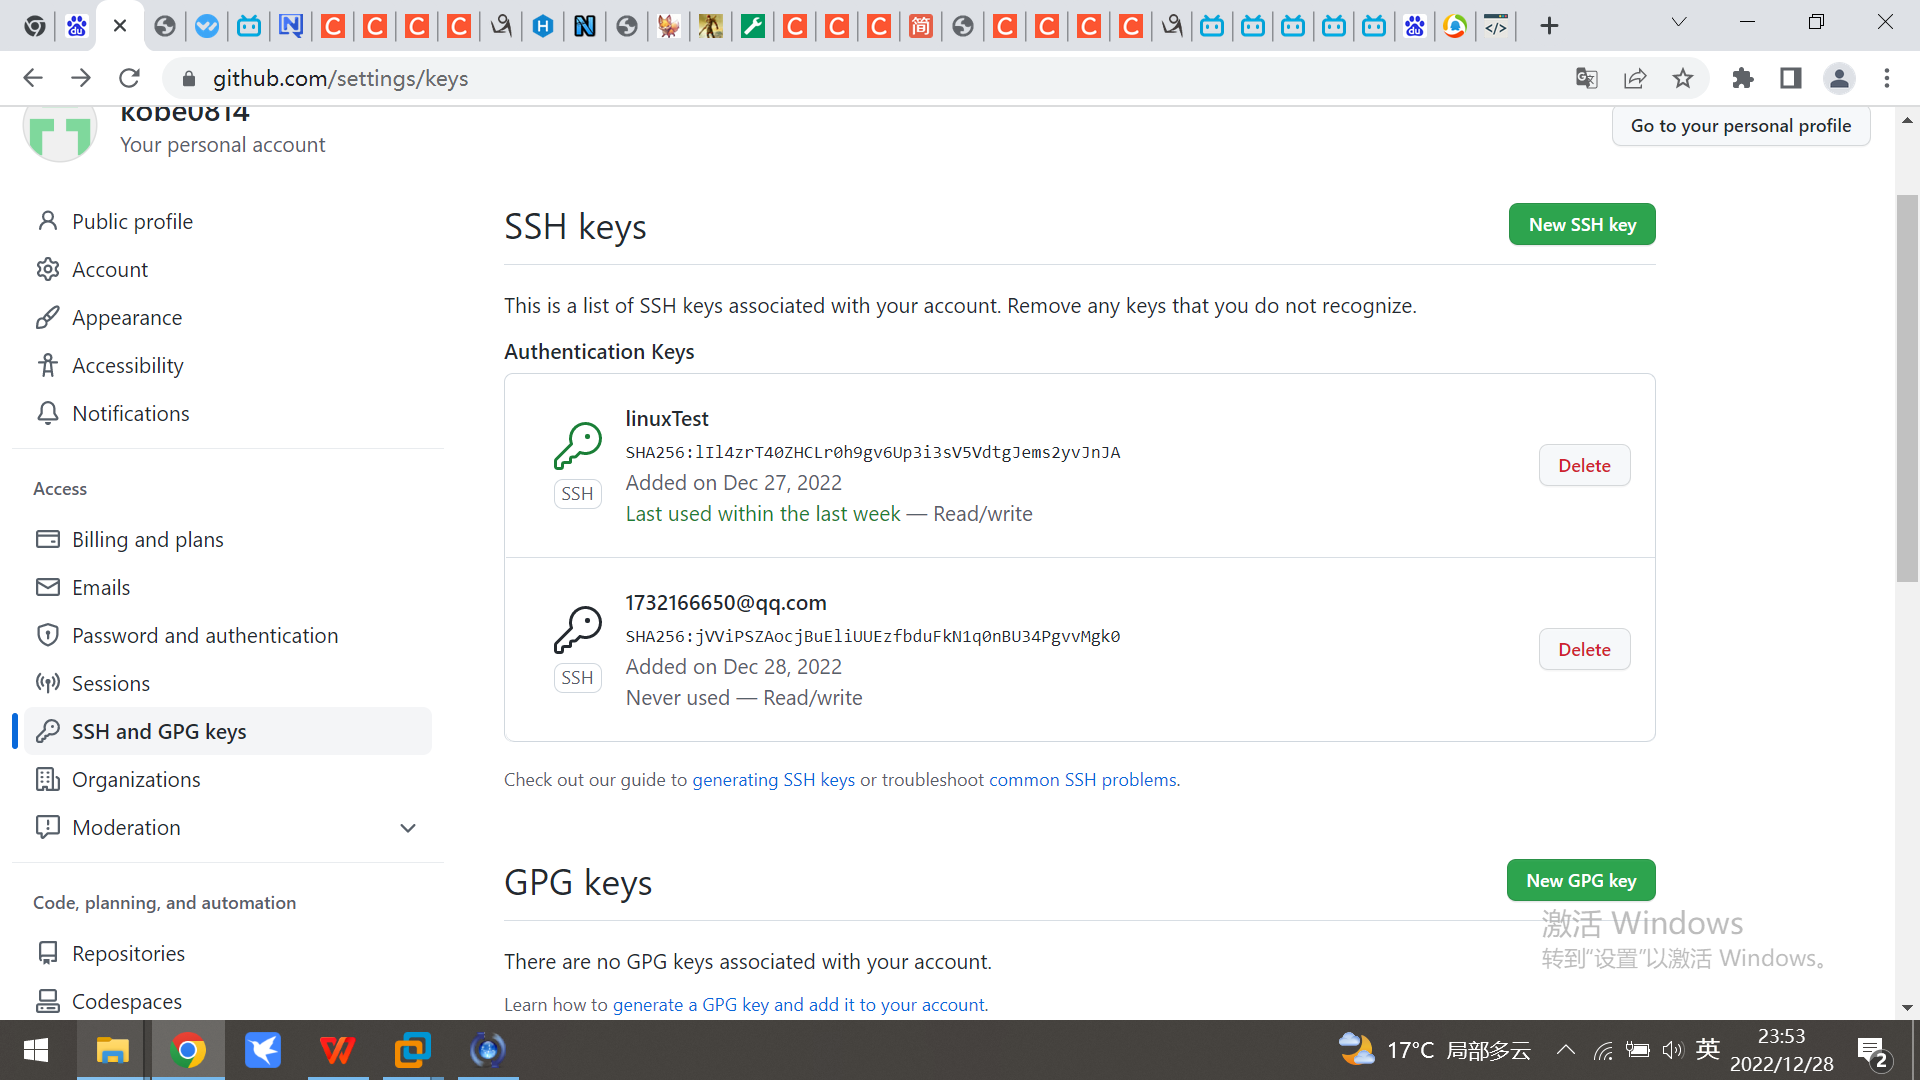 github.com/settings/keys
kobe0814
Your personal account
Go to your personal profile
Public profile
Account
Appearance
Accessibility
Notifications
Access
Billing and plans
Emails
Password and authentication
Sessions
SSH and GPG keys
Organizations
Moderation
Code, planning, and automation
Repositories
Codespaces
SSH keys
New SSH key
This is a list of SSH keys associated with your account. Remove any keys that you do not recognize.
Authentication Keys
linuxTest
SHA256:lIl4zrT40ZHCLr0h9gv6Up3i3sV5VdtgJems2yvJnJA
Added on Dec 27, 2022
Last used within the last week — Read/write
SSH
Delete
1732166650@qq.com
SHA256:jVViPSZAocjBuEliUUEzfbduFkN1q0nBU34PgvvMgk0
Added on Dec 28, 2022
Never used — Read/write
SSH
Delete
Check out our guide to generating SSH keys or troubleshoot common SSH problems.
GPG keys
New GPG key
There are no GPG keys associated with your account.
Learn how to generate a GPG key and add it to your account.
激活 Windows
转到“设置”以激活 Windows。
17°C 局部多云
英
23:53
2022/12/28
2